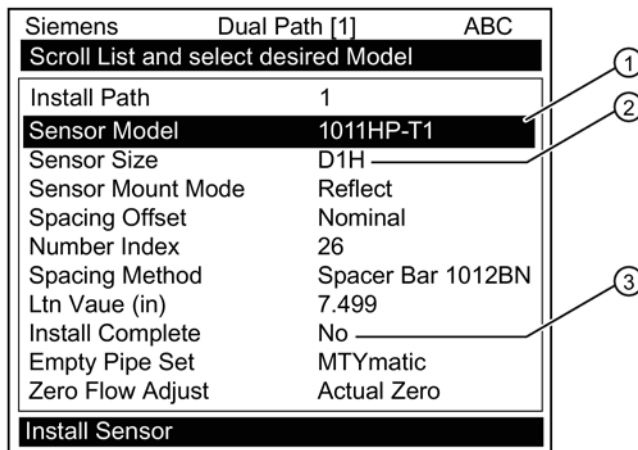 Siemens Dual Path [1] ABC
Scroll List and select desired Model
Install Path 1
Sensor Model 1011HP-T1
Sensor Size D1H
Sensor Mount Mode Reflect
Spacing Offset Nominal
Number Index 26
Spacing Method Spacer Bar 1012BN
Ltn Vaue (in) 7.499
Install Complete No
Empty Pipe Set MTYmatic
Zero Flow Adjust Actual Zero
Install Sensor
1
2
3